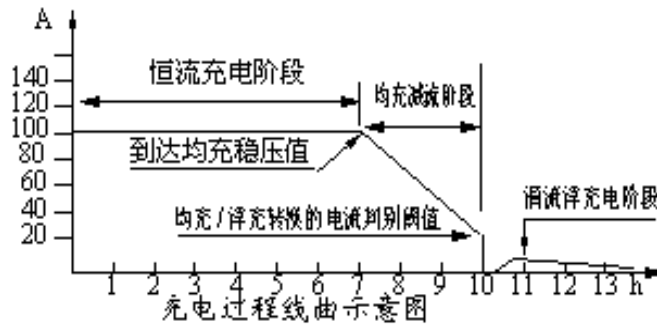 A
恒流充电阶段
均充减流阶段
140
120
100
80
60
40
20
到达均充稳压值
涓流浮充电阶段
均充/浮充转换的电流判别阈值
1 2 3 4 5 6 7 8 9 10 11 12 13 h
充电过程线曲示意图